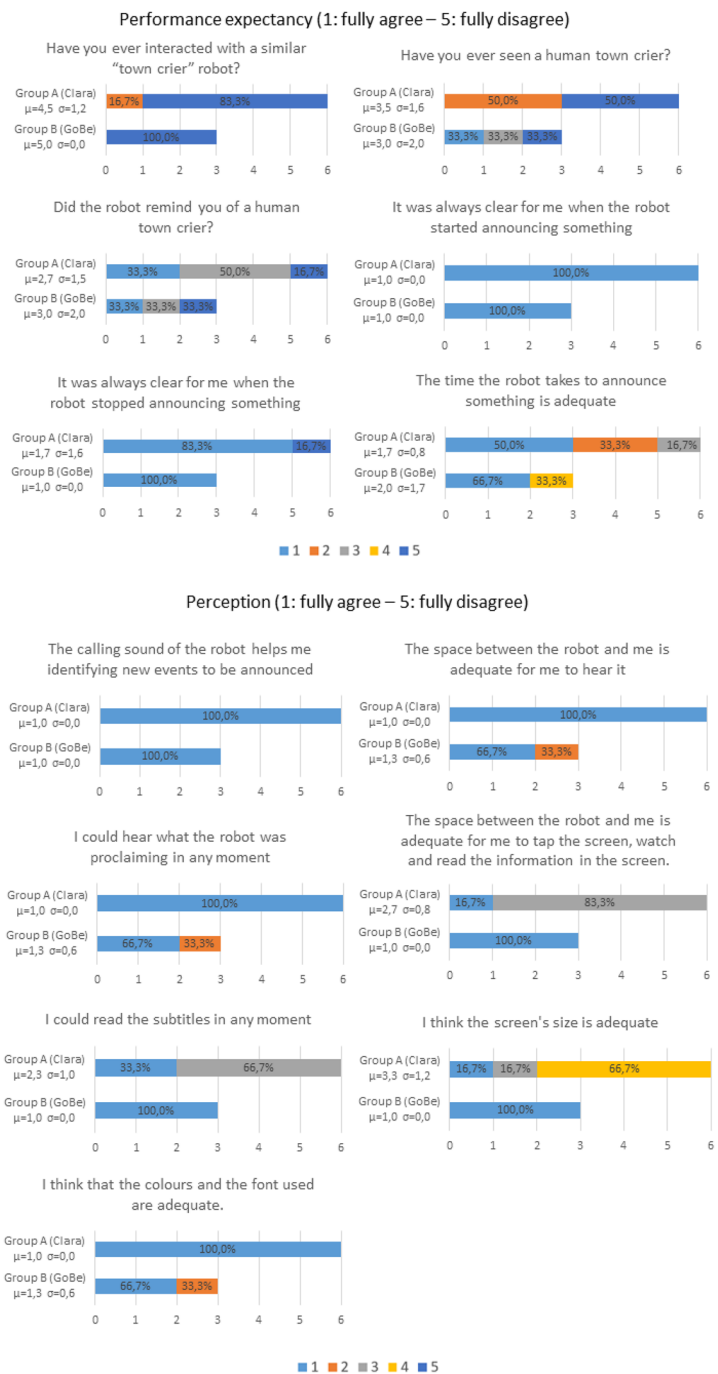 Performance expectancy (1: fully agree – 5: fully disagree)
Have you ever interacted with a similar
“town crier” robot?
Group A (Clara)
μ=4,5 σ=1,2
16,7%
83,3%
Group B (GoBe)
μ=5,0 σ=0,0
100,0%
0 1 2 3 4 5 6
Have you ever seen a human town crier?
Group A (Clara)
μ=3,5 σ=1,6
50,0%
50,0%
Group B (GoBe)
μ=3,0 σ=2,0
33,3%
33,3%
33,3%
0 1 2 3 4 5 6
Did the robot remind you of a human
town crier?
Group A (Clara)
μ=2,7 σ=1,5
33,3%
50,0%
16,7%
Group B (GoBe)
μ=3,0 σ=2,0
33,3%
33,3%
33,3%
0 1 2 3 4 5 6
It was always clear for me when the robot
started announcing something
Group A (Clara)
μ=1,0 σ=0,0
100,0%
Group B (GoBe)
μ=1,0 σ=0,0
100,0%
0 1 2 3 4 5 6
It was always clear for me when the
robot stopped announcing something
Group A (Clara)
μ=1,7 σ=1,6
83,3%
16,7%
Group B (GoBe)
μ=1,0 σ=0,0
100,0%
0 1 2 3 4 5 6
The time the robot takes to announce
something is adequate
Group A (Clara)
μ=1,7 σ=0,8
50,0%
33,3%
16,7%
Group B (GoBe)
μ=2,0 σ=1,7
66,7%
33,3%
0 1 2 3 4 5 6
1 2 3 4 5
Perception (1: fully agree – 5: fully disagree)
The calling sound of the robot helps me
identifying new events to be announced
Group A (Clara)
μ=1,0 σ=0,0
100,0%
Group B (GoBe)
μ=1,0 σ=0,0
100,0%
0 1 2 3 4 5 6
The space between the robot and me is
adequate for me to hear it
Group A (Clara)
μ=1,0 σ=0,0
100,0%
Group B (GoBe)
μ=1,3 σ=0,6
66,7%
33,3%
0 1 2 3 4 5 6
I could hear what the robot was
proclaiming in any moment
Group A (Clara)
μ=1,0 σ=0,0
100,0%
Group B (GoBe)
μ=1,3 σ=0,6
66,7%
33,3%
0 1 2 3 4 5 6
The space between the robot and me is
adequate for me to tap the screen, watch
and read the information in the screen.
Group A (Clara)
μ=2,7 σ=0,8
16,7%
83,3%
Group B (GoBe)
μ=1,0 σ=0,0
100,0%
0 1 2 3 4 5 6
I could read the subtitles in any moment
Group A (Clara)
μ=2,3 σ=1,0
33,3%
66,7%
Group B (GoBe)
μ=1,0 σ=0,0
100,0%
0 1 2 3 4 5 6
I think the screen's size is adequate
Group A (Clara)
μ=3,3 σ=1,2
16,7%
16,7%
66,7%
Group B (GoBe)
μ=1,0 σ=0,0
100,0%
0 1 2 3 4 5 6
I think that the colours and the font used
are adequate.
Group A (Clara)
μ=1,0 σ=0,0
100,0%
Group B (GoBe)
μ=1,3 σ=0,6
66,7%
33,3%
0 1 2 3 4 5 6
1 2 3 4 5